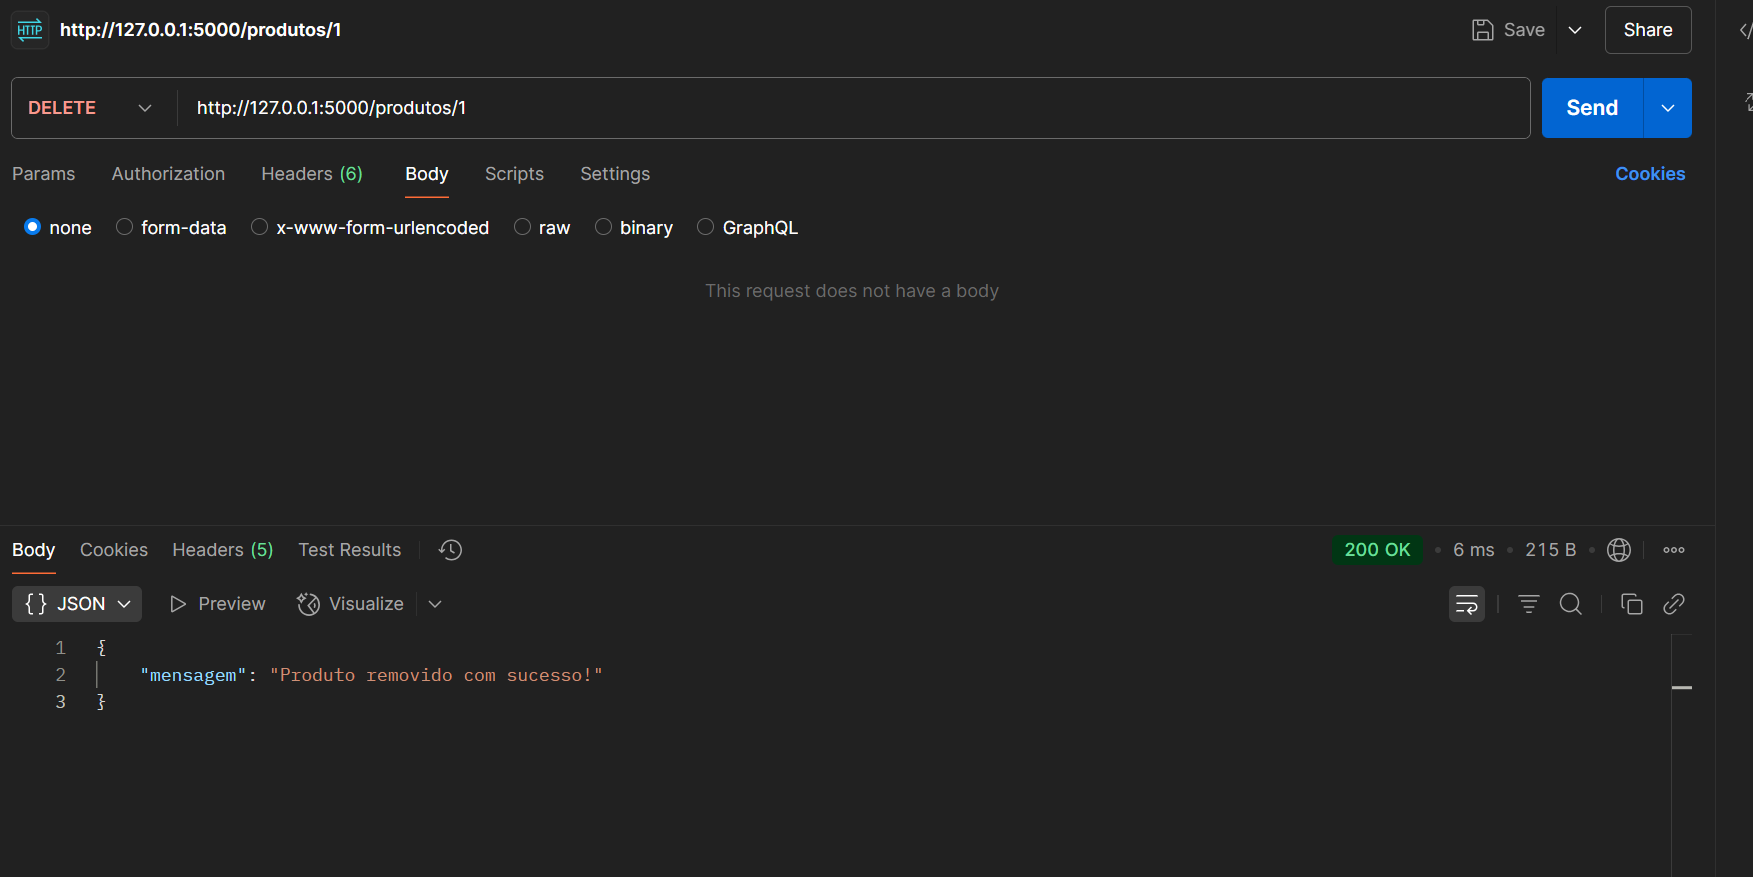 HTTP http://127.0.0.1:5000/produtos/1 Save Share
DELETE http://127.0.0.1:5000/produtos/1 Send
Params Authorization Headers (6) Body Scripts Settings Cookies
none form-data x-www-form-urlencoded raw binary GraphQL
This request does not have a body
Body Cookies Headers (5) Test Results 200 OK • 6 ms • 215 B •
{} JSON Preview Visualize
1 {
2 "mensagem": "Produto removido com sucesso!"
3 }